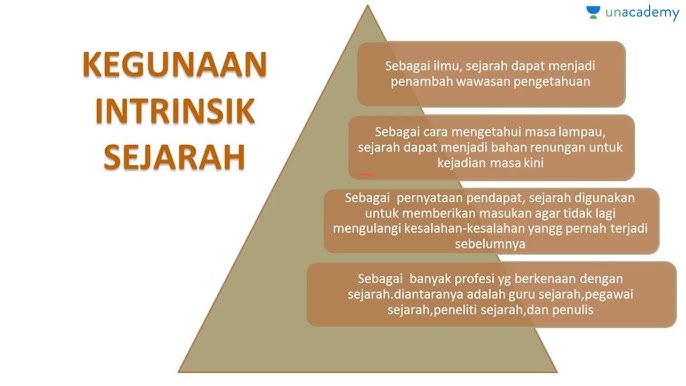 unacademy
KEGUNAAN
INTRINSIK
SEJARAH
Sebagai ilmu, sejarah dapat menjadi
penambah wawasan pengetahuan
Sebagai cara mengetahui masa lampau,
sejarah dapat menjadi bahan renungan untuk
kejadian masa kini
Sebagai pernyataan pendapat, sejarah digunakan
untuk memberikan masukan agar tidak lagi
mengulangi kesalahan-kesalahan yangg pernah terjadi
sebelumnya
Sebagai banyak profesi yg berkenaan dengan
sejarah.diantaranya adalah guru sejarah,pegawai
sejarah,peneliti sejarah,dan penulis